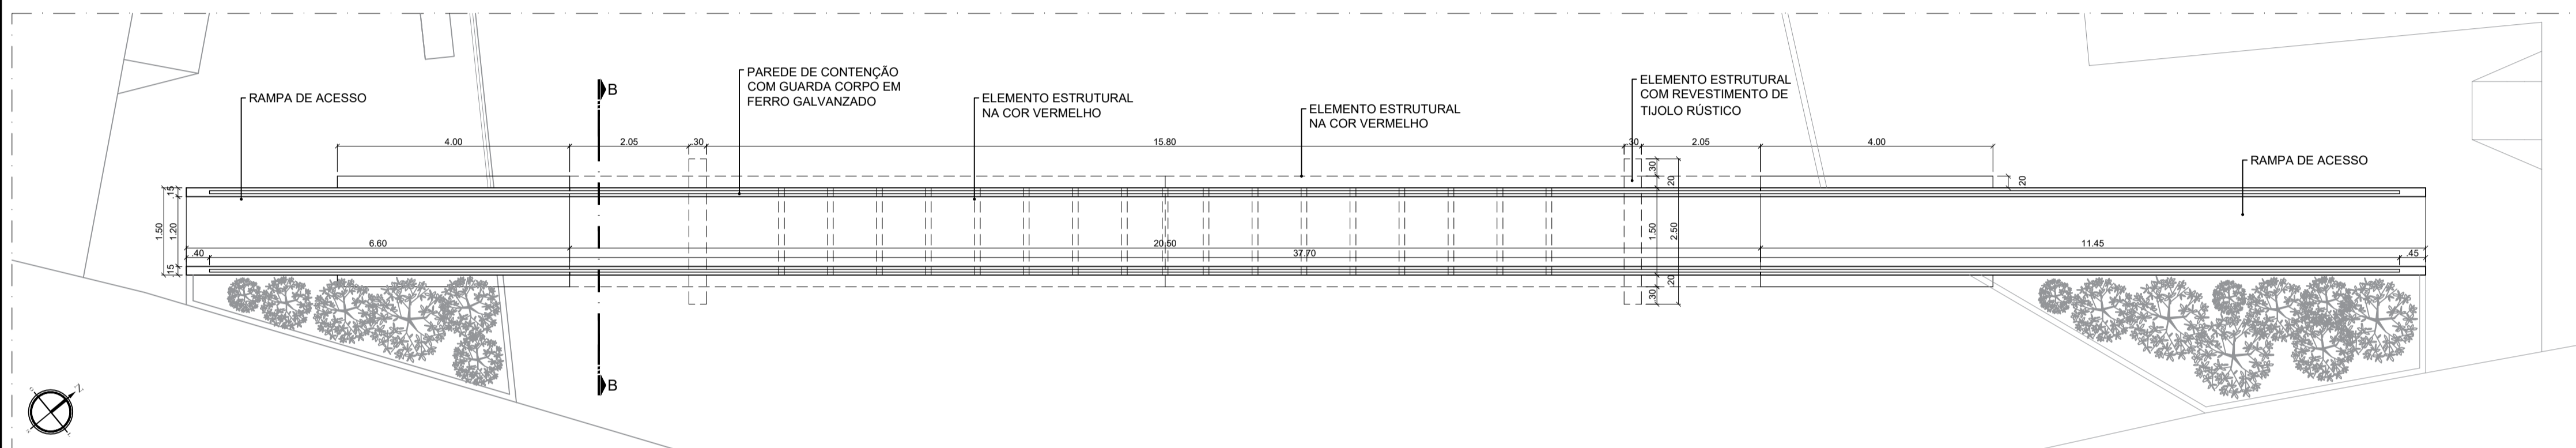 RAMPA DE ACESSO
B
PAREDE DE CONTENÇÃO
COM GUARDA CORPO EM
FERRO GALVANZADO
ELEMENTO ESTRUTURAL
NA COR VERMELHO
ELEMENTO ESTRUTURAL
NA COR VERMELHO
ELEMENTO ESTRUTURAL
COM REVESTIMENTO DE
TIJOLO RÚSTICO
RAMPA DE ACESSO
4.00
2.05
.30
15.80
.30
2.05
4.00
.15
1.50
1.20
.15
6.60
.40
20.50
37.70
.30
20
1.50
2.50
20
.30
20
11.45
.45
B
N